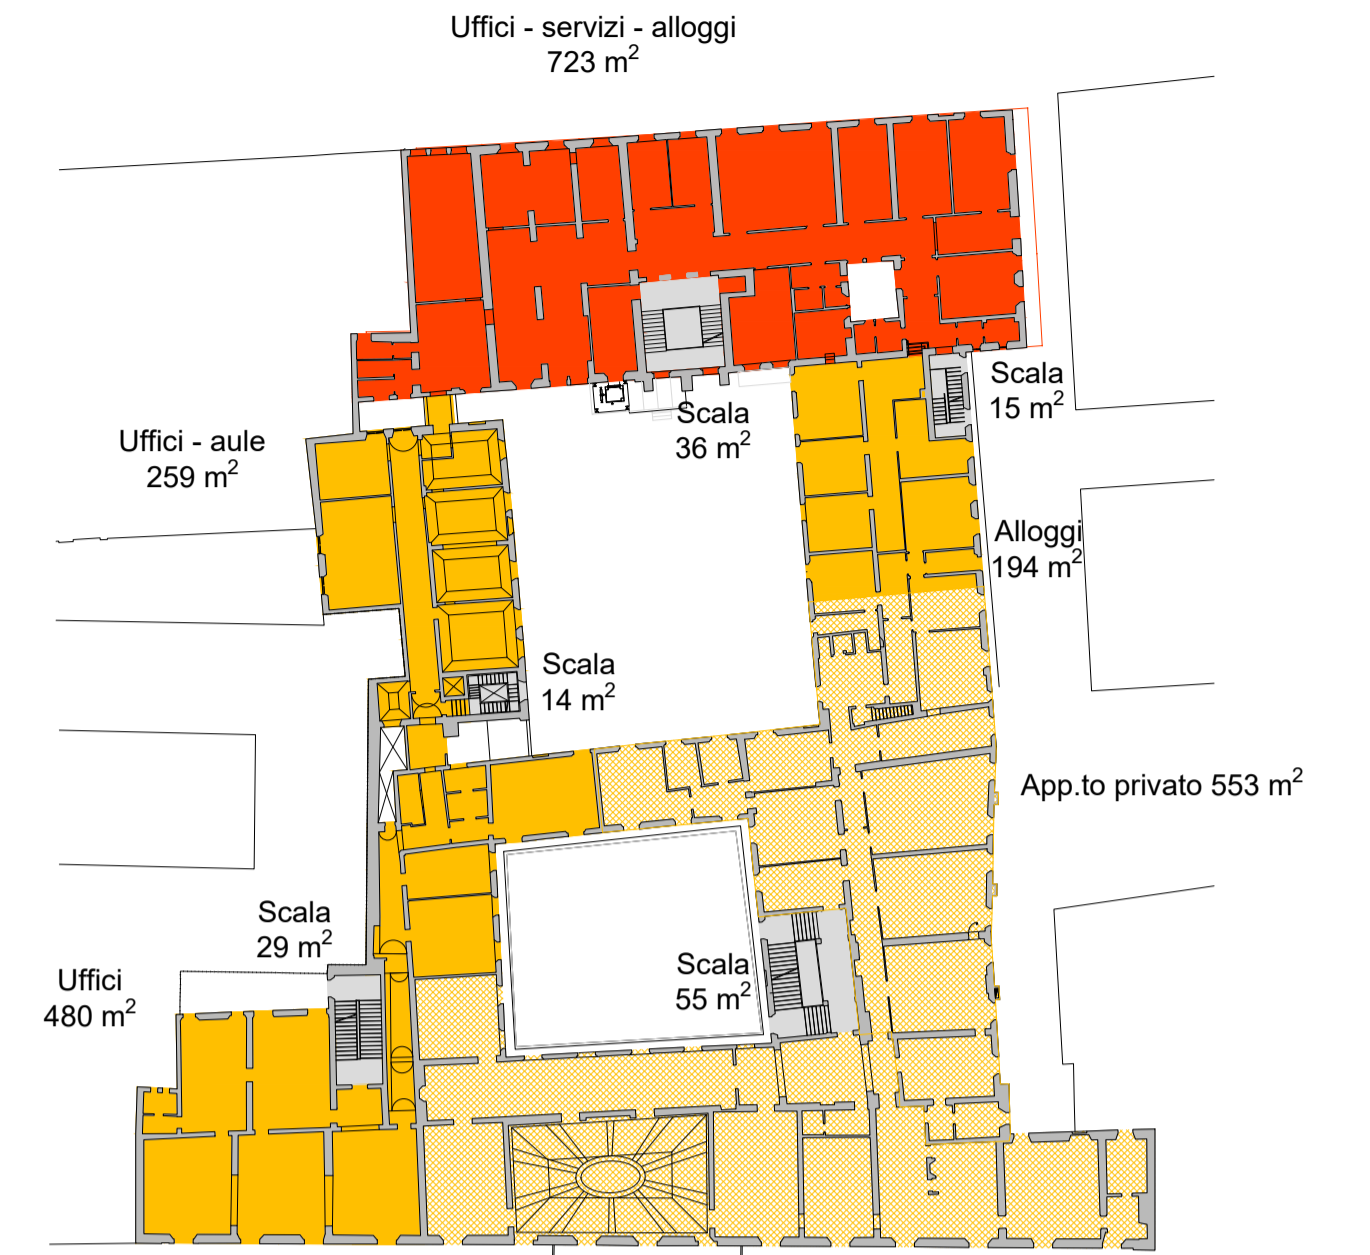 Uffici - servizi - alloggi
723 m²
Scala
15 m²
Scala
36 m²
Uffici - aule
259 m²
Alloggi
194 m²
Scala
14 m²
App.to privato 553 m²
Scala
29 m²
Scala
55 m²
Uffici
480 m²